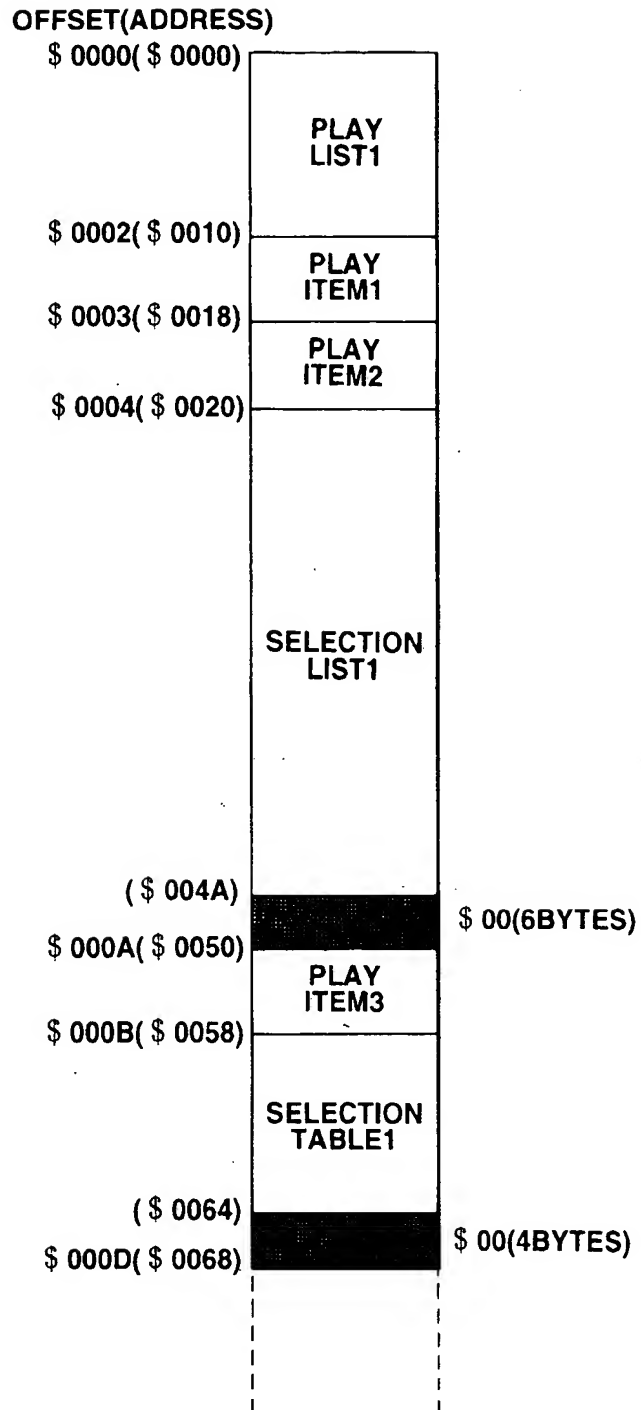 OFFSET(ADDRESS)
$ 0000( $ 0000)
PLAY
LIST1
$ 0002( $ 0010)
PLAY
ITEM1
$ 0003( $ 0018)
PLAY
ITEM2
$ 0004( $ 0020)
SELECTION
LIST1
( $ 004A)
$ 00(6BYTES)
$ 000A( $ 0050)
PLAY
ITEM3
$ 000B( $ 0058)
SELECTION
TABLE1
( $ 0064)
$ 00(4BYTES)
$ 000D( $ 0068)